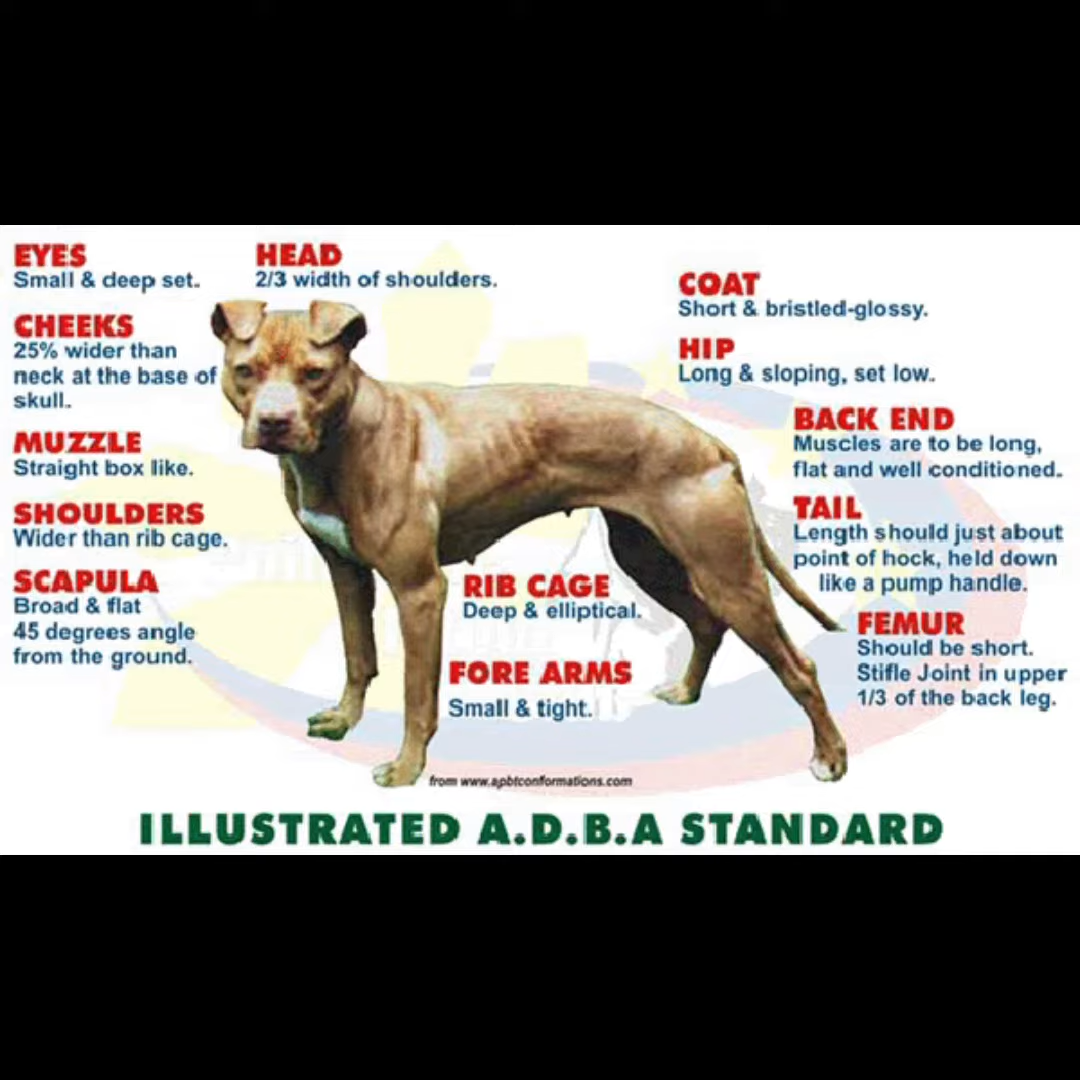 EYES
Small & deep set.
HEAD
2/3 width of shoulders.
CHEEKS
25% wider than
neck at the base of
skull.
MUZZLE
Straight box like.
SHOULDERS
Wider than rib cage.
SCAPULA
Broad & flat
45 degrees angle
from the ground.
RIB CAGE
Deep & elliptical.
FORE ARMS
Small & tight.
COAT
Short & bristled-glossy.
HIP
Long & sloping, set low.
BACK END
Muscles are to be long,
flat and well conditioned.
TAIL
Length should just about
point of hock, held down
like a pump handle.
FEMUR
Should be short.
Stifle Joint in upper
1/3 of the back leg.
from www.apbtconformations.com
ILLUSTRATED A.D.B.A STANDARD